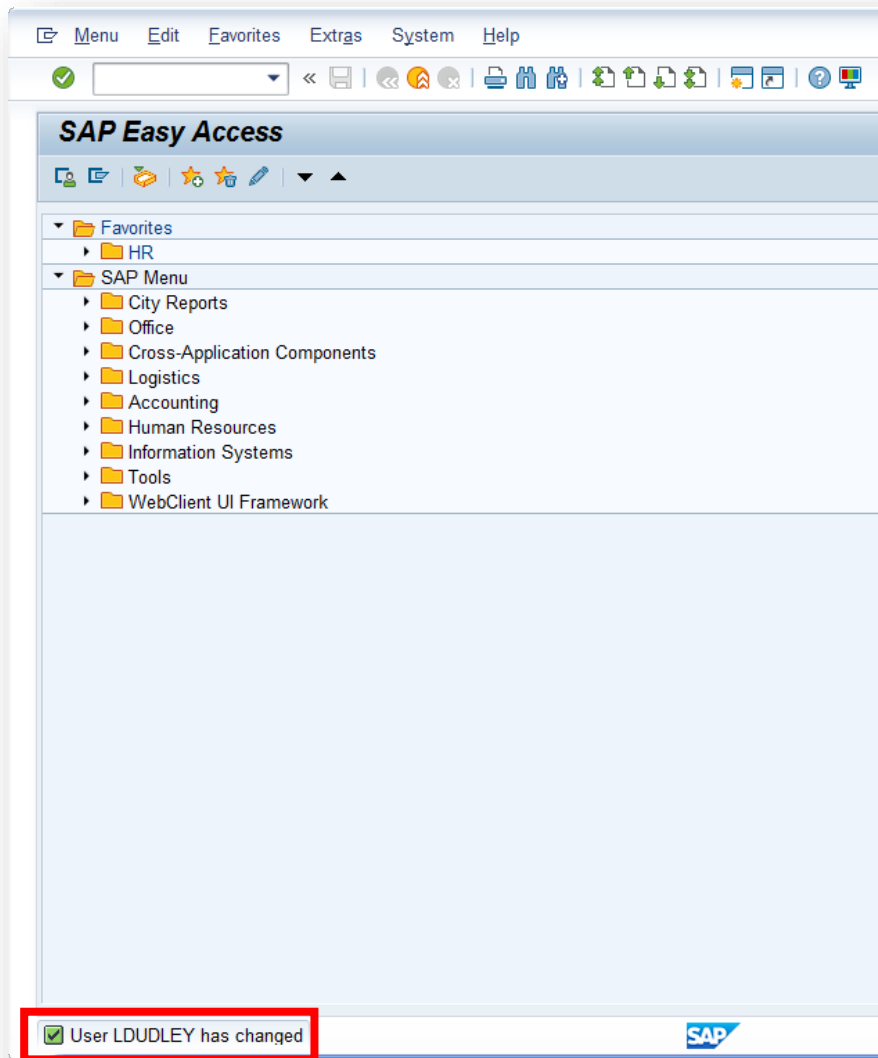 Menu Edit Favorites Extras System Help
SAP Easy Access
Favorites
HR
SAP Menu
City Reports
Office
Cross-Application Components
Logistics
Accounting
Human Resources
Information Systems
Tools
WebClient UI Framework
User LDUDLEY has changed SAP